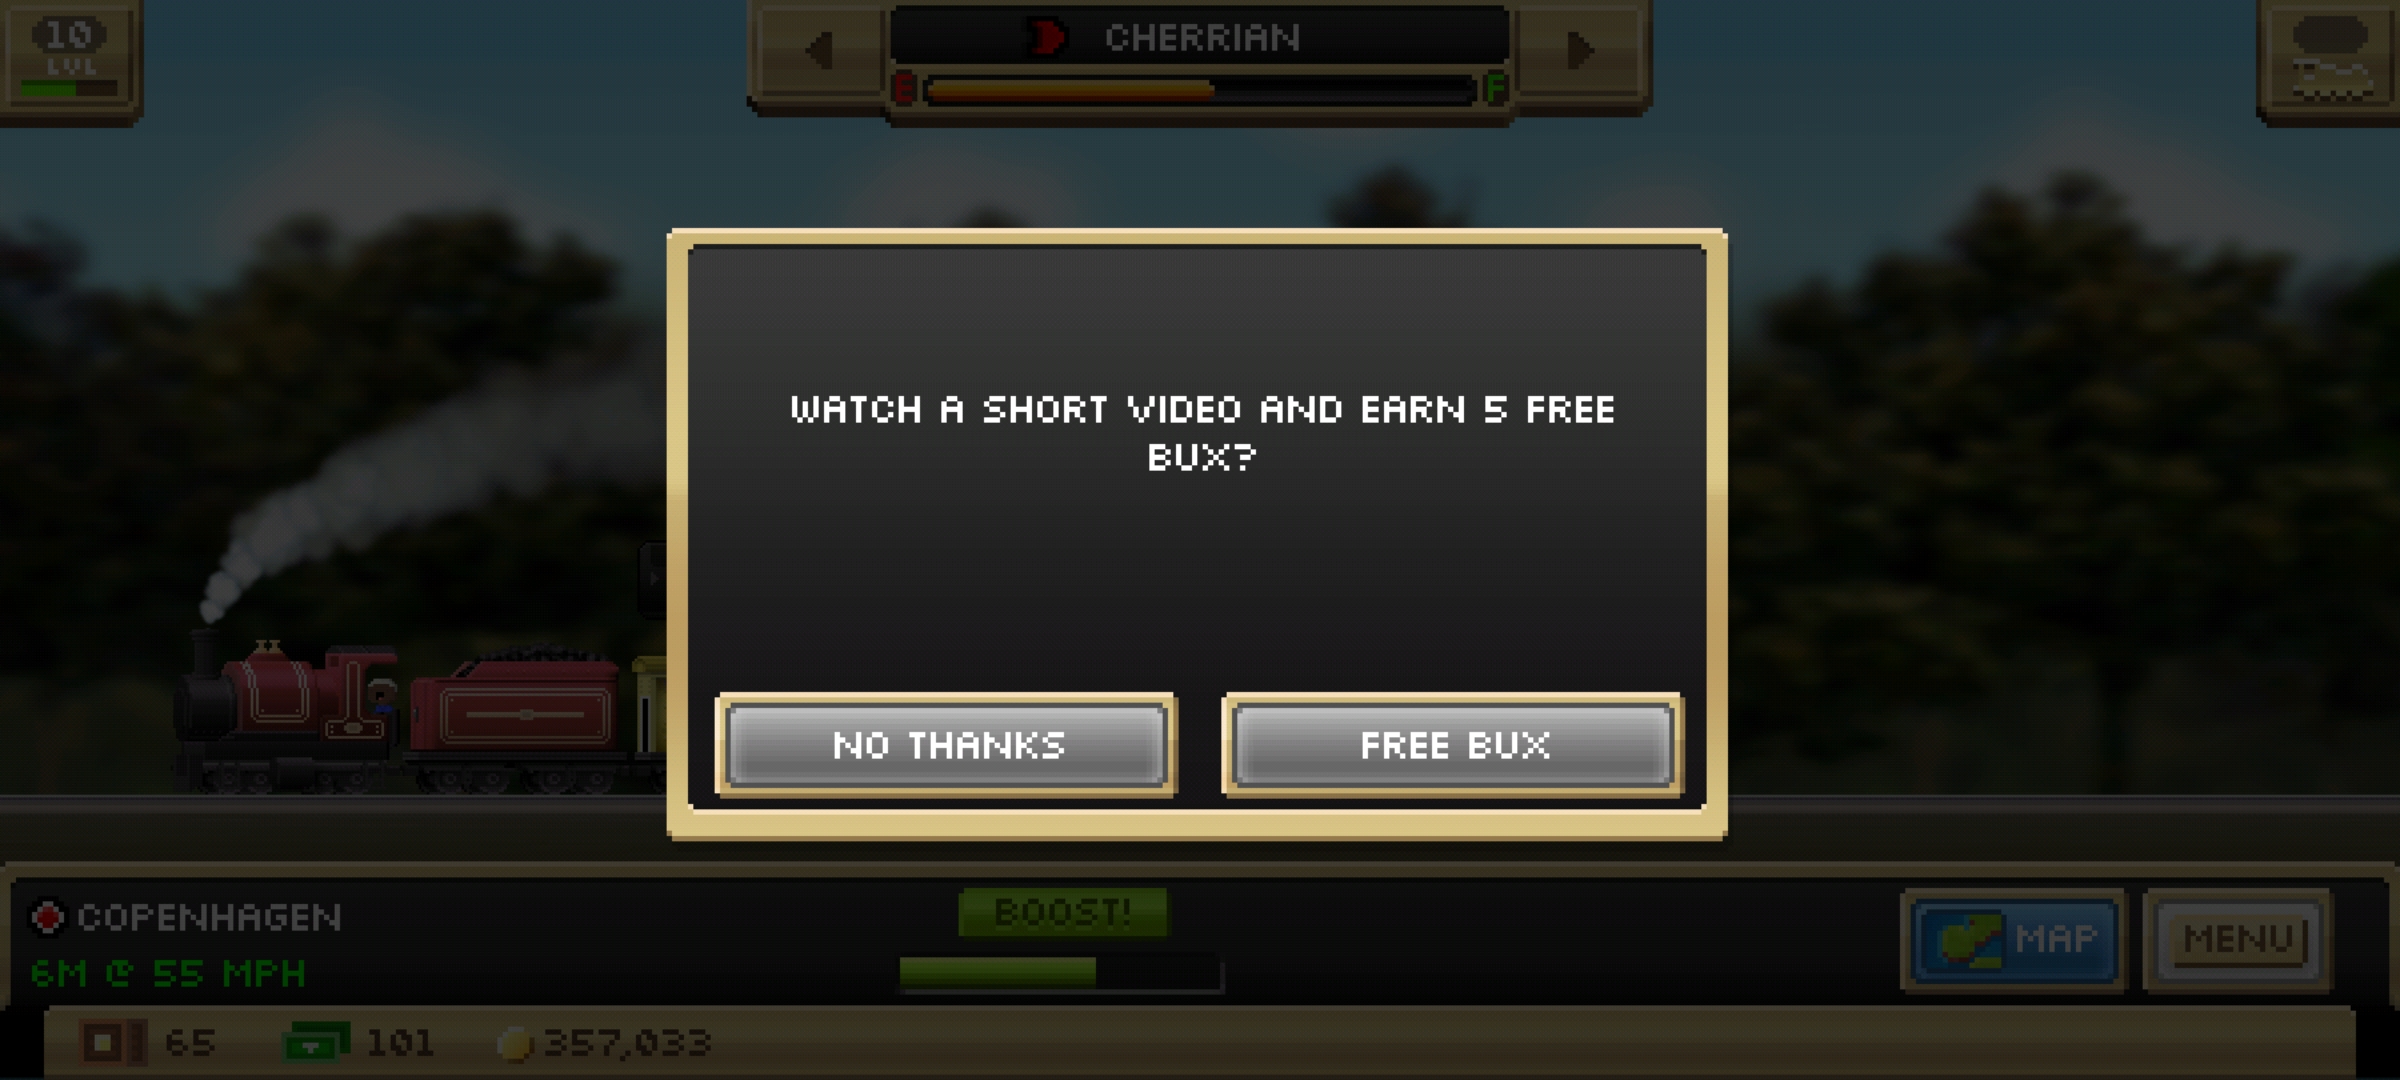 10
LVL
CHERRIAN
E
F
WATCH A SHORT VIDEO AND EARN 5 FREE
BUX?
NO THANKS
FREE BUX
COPENHAGEN
6M @ 55 MPH
BOOST!
MAP
MENU
65
101
357,033